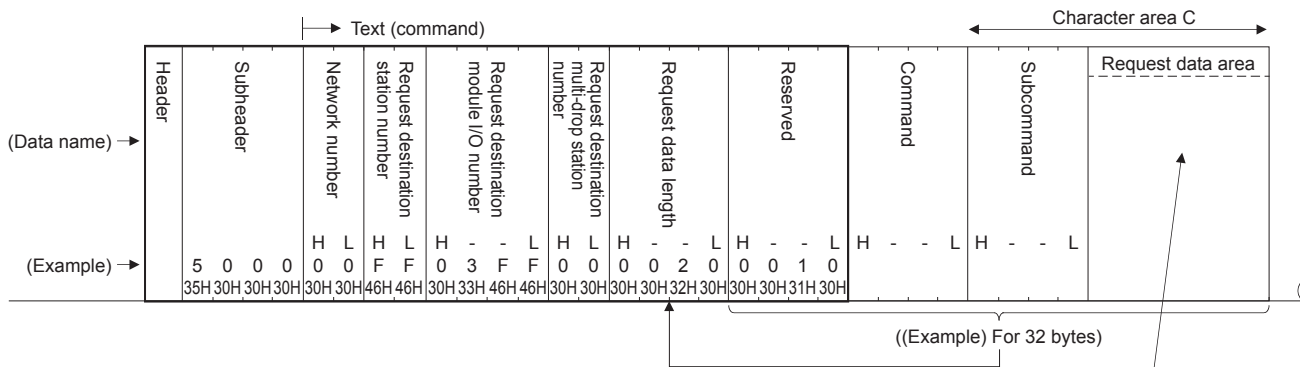 Character area C
Text (command)
(Data name)
Header
Subheader
Network number
Request destination
station number
Request destination
module I/O number
Request destination
multi-drop station
number
Request data length
Reserved
Command
Subcommand
Request data area
H L H L H - - L H L H - - L H - - L H - - L H - - L
(Example) 5 0 0 0 0 0 F F 0 3 F F 0 0 0 0 2 0 0 0 1 0
35H 30H 30H 30H 30H 30H 46H 46H 30H 33H 46H 46H 30H 30H 30H 30H 32H 30H 30H 30H 31H 30H
((Example) For 32 bytes)